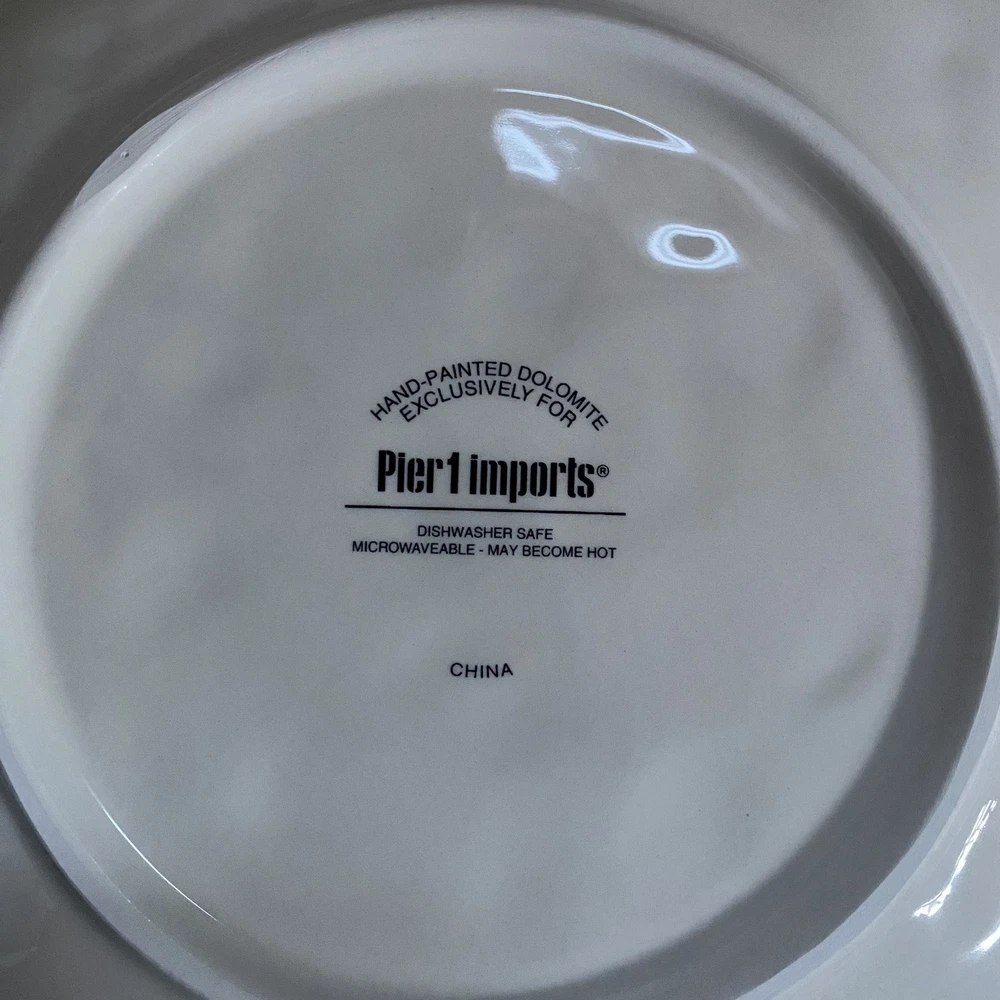 HAND-PAINTED DOLOMITE
EXCLUSIVELY FOR
Pier 1 imports®
DISHWASHER SAFE
MICROWAVEABLE - MAY BECOME HOT
CHINA